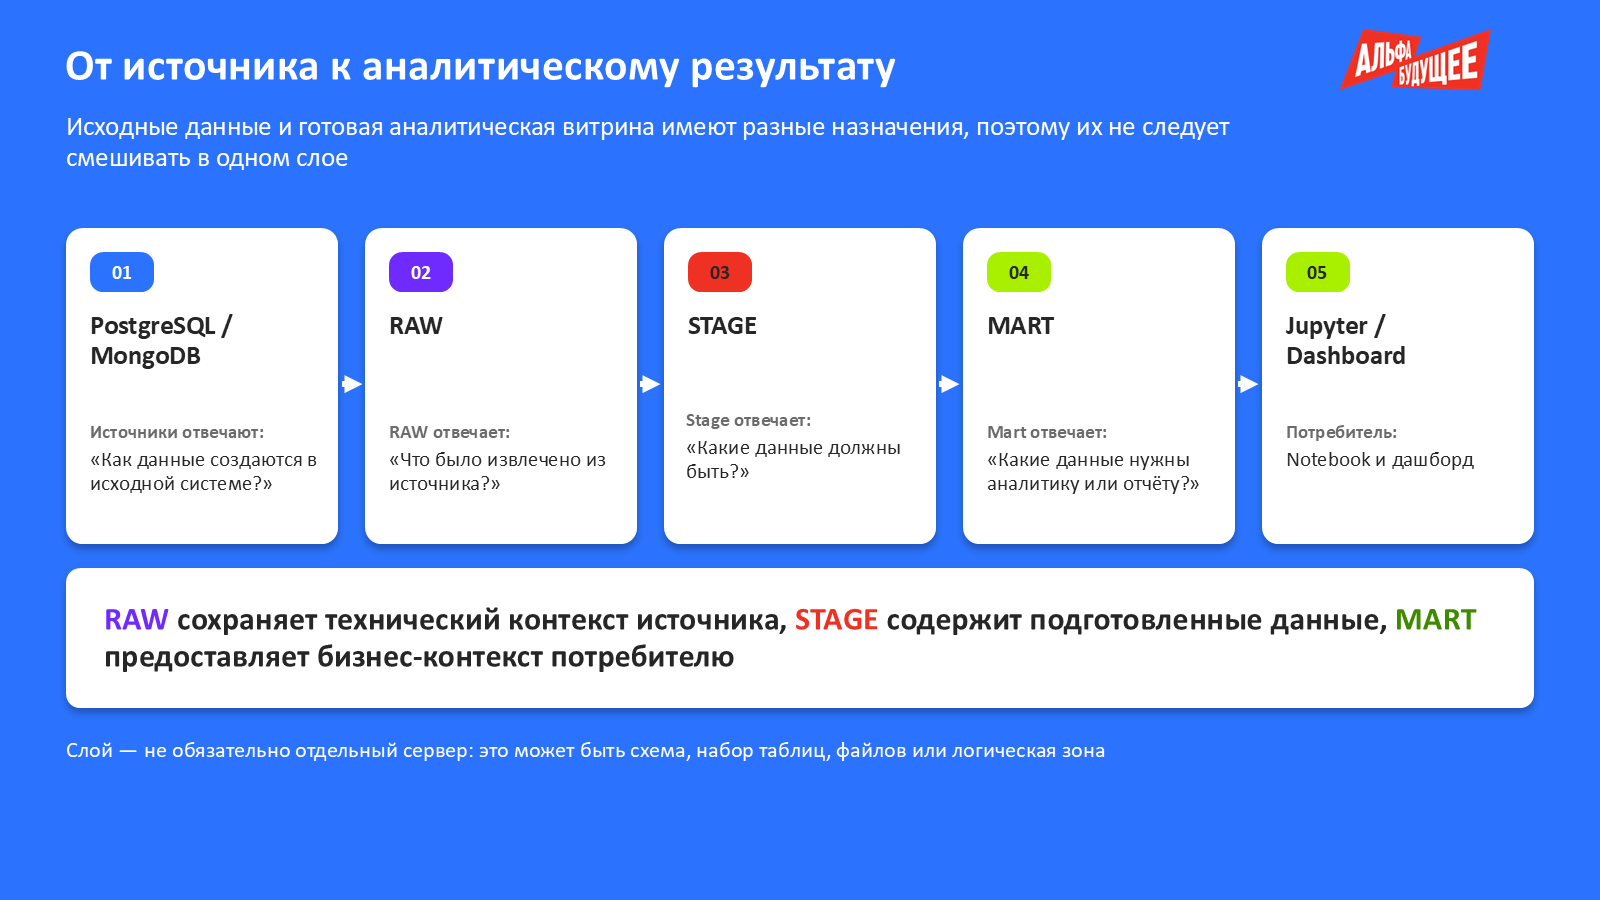 От источника к аналитическому результату
АЛЬФА
БУДУЩЕЕ
Исходные данные и готовая аналитическая витрина имеют разные назначения, поэтому их не следует
смешивать в одном слое
01
PostgreSQL /
MongoDB
Источники отвечают:
«Как данные создаются в
исходной системе?»
02
RAW
RAW отвечает:
«Что было извлечено из
источника?»
03
STAGE
Stage отвечает:
«Какие данные должны
быть?»
04
MART
Mart отвечает:
«Какие данные нужны
аналитику или отчёту?»
05
Jupyter /
Dashboard
Потребитель:
Notebook и дашборд
RAW сохраняет технический контекст источника, STAGE содержит подготовленные данные, MART
предоставляет бизнес-контекст потребителю
Слой — не обязательно отдельный сервер: это может быть схема, набор таблиц, файлов или логическая зона